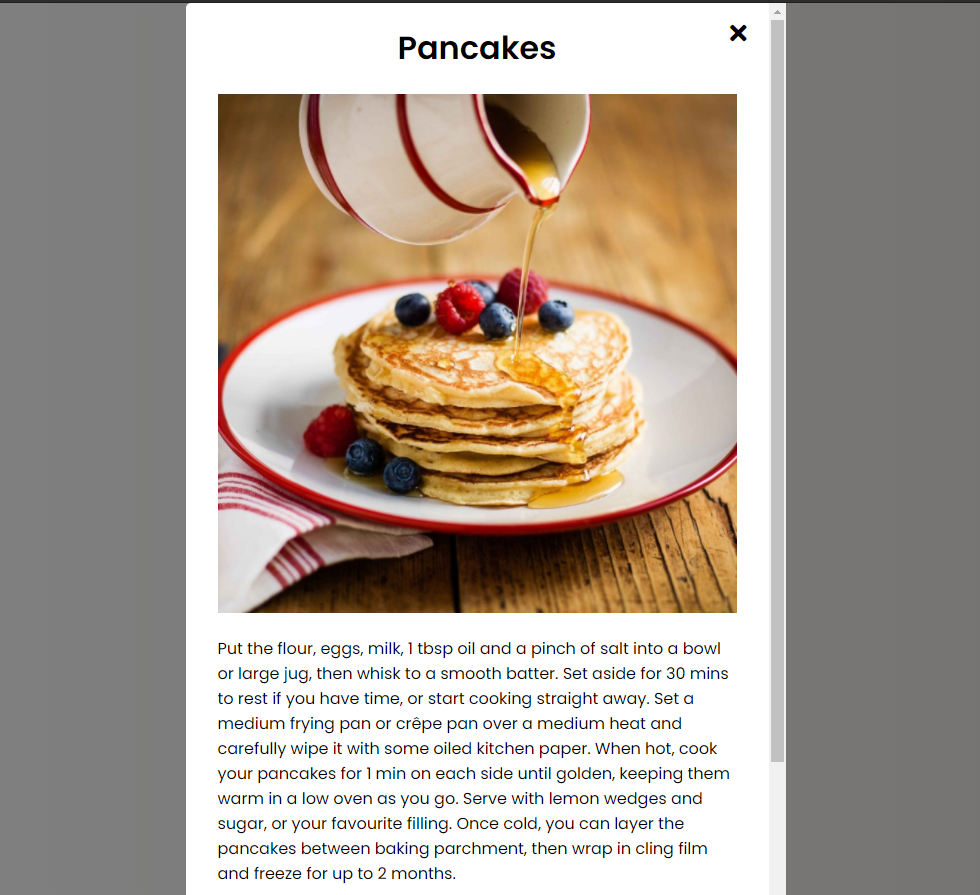 Pancakes
Put the flour, eggs, milk, 1 tbsp oil and a pinch of salt into a bowl
or large jug, then whisk to a smooth batter. Set aside for 30 mins
to rest if you have time, or start cooking straight away. Set a
medium frying pan or crêpe pan over a medium heat and
carefully wipe it with some oiled kitchen paper. When hot, cook
your pancakes for 1 min on each side until golden, keeping them
warm in a low oven as you go. Serve with lemon wedges and
sugar, or your favourite filling. Once cold, you can layer the
pancakes between baking parchment, then wrap in cling film
and freeze for up to 2 months.